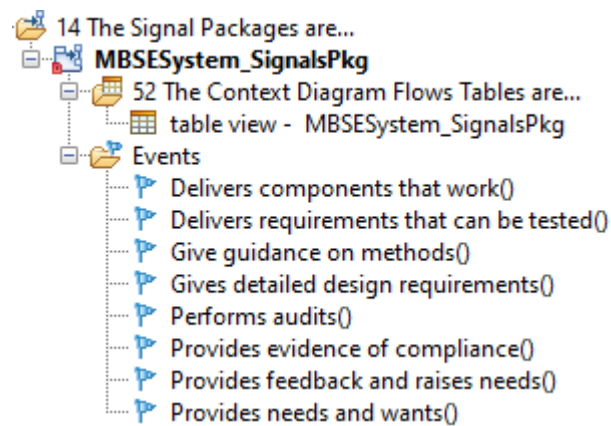 14 The Signal Packages are...
MBSESystem_SignalsPkg
52 The Context Diagram Flows Tables are...
table view - MBSESystem_SignalsPkg
Events
Delivers components that work()
Delivers requirements that can be tested()
Give guidance on methods()
Gives detailed design requirements()
Performs audits()
Provides evidence of compliance()
Provides feedback and raises needs()
Provides needs and wants()